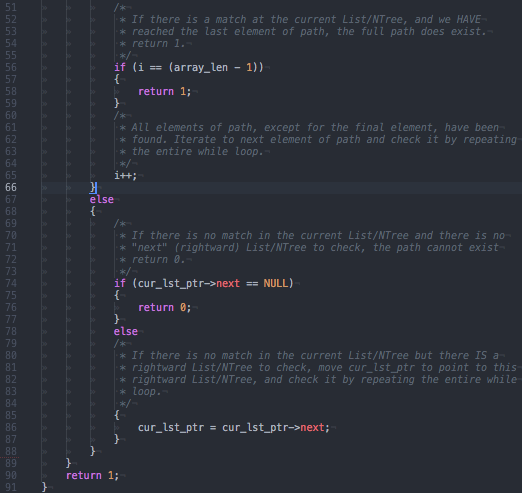 51 /*
52 * If there is a match at the current List/NTree, and we HAVE
53 * reached the last element of path, the full path does exist.
54 * return 1.
55 */
56 if (i == (array_len - 1))
57 {
58 return 1;
59 }
60 /*
61 * All elements of path, except for the final element, have been
62 * found. Iterate to next element of path and check it by repeating
63 * the entire while loop.
64 */
65 i++;
66 }
67 else
68 {
69 /*
70 * If there is no match in the current List/NTree and there is no
71 * "next" (rightward) List/NTree to check, the path cannot exist
72 * return 0.
73 */
74 if (cur_lst_ptr->next == NULL)
75 {
76 return 0;
77 }
78 else
79 /*
80 * If there is no match in the current List/NTree but there IS a
81 * rightward List/NTree to check, move cur_lst_ptr to point to this
82 * rightward List/NTree, and check it by repeating the entire while
83 * loop.
84 */
85 {
86 cur_lst_ptr = cur_lst_ptr->next;
87 }
88 }
89 }
90 return 1;
91 }